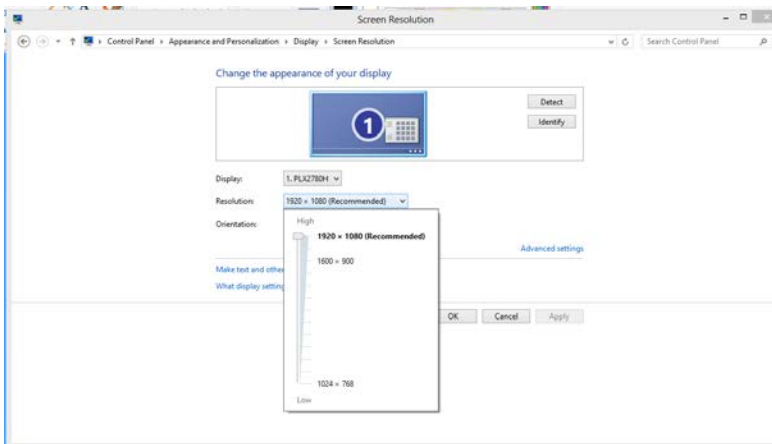 Screen Resolution
Control Panel › Appearance and Personalization › Display › Screen Resolution
Search Control Panel
Change the appearance of your display
1
Detect
Identify
Display: 1. PLX2780H
Resolution: 1920 × 1080 (Recommended)
Orientation:
High
1920 × 1080 (Recommended)
1600 × 900
Advanced settings
Make text and other
What display setting
OK Cancel Apply
1024 × 768
Low